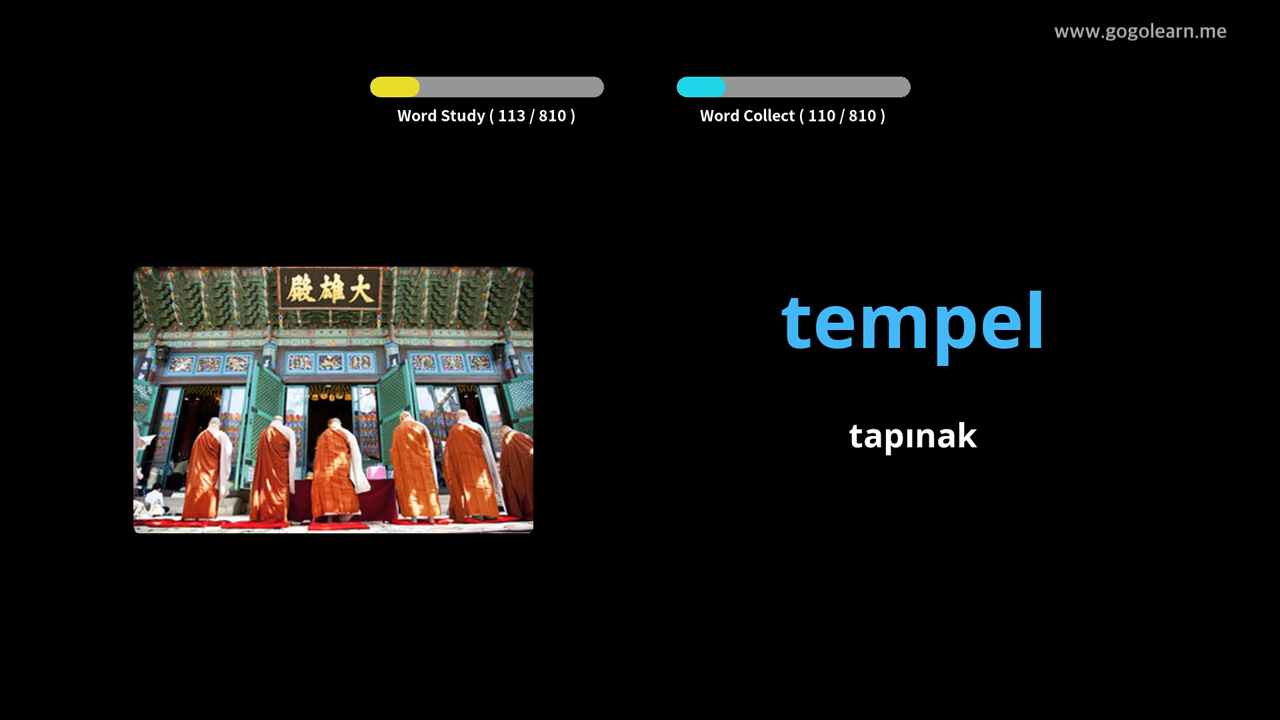 www.gogolearn.me
Word Study ( 113 / 810 )
Word Collect ( 110 / 810 )
殿雄大
tempel
tapınak